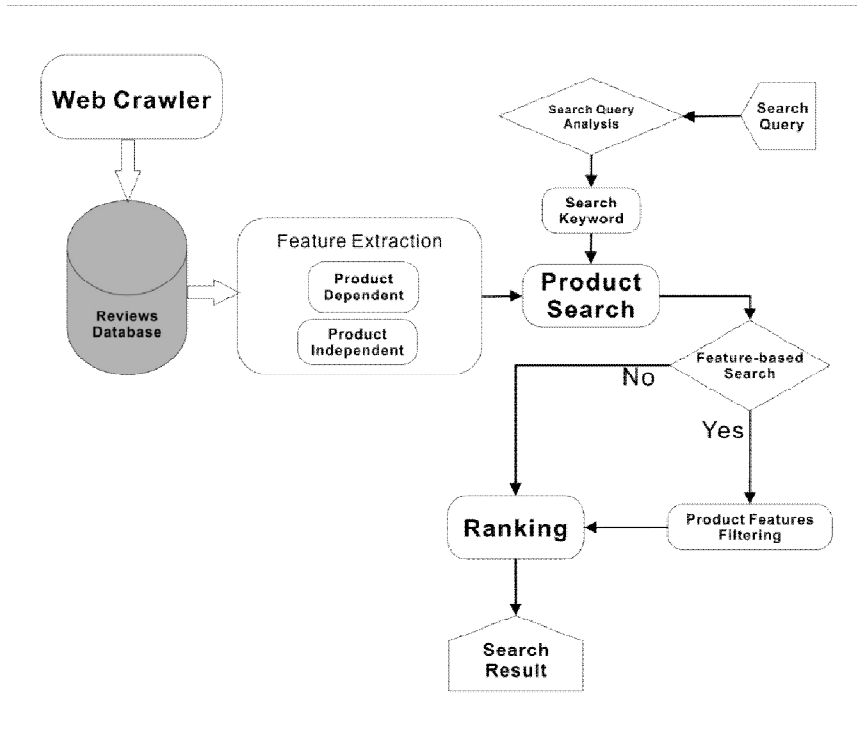 Web Crawler
Search Query
Analysis
Search
Query
Search
Keyword
Feature Extraction
Product
Dependent
Product
Independent
Reviews
Database
Product
Search
Feature-based
Search
No
Yes
Ranking
Product Features
Filtering
Search
Result